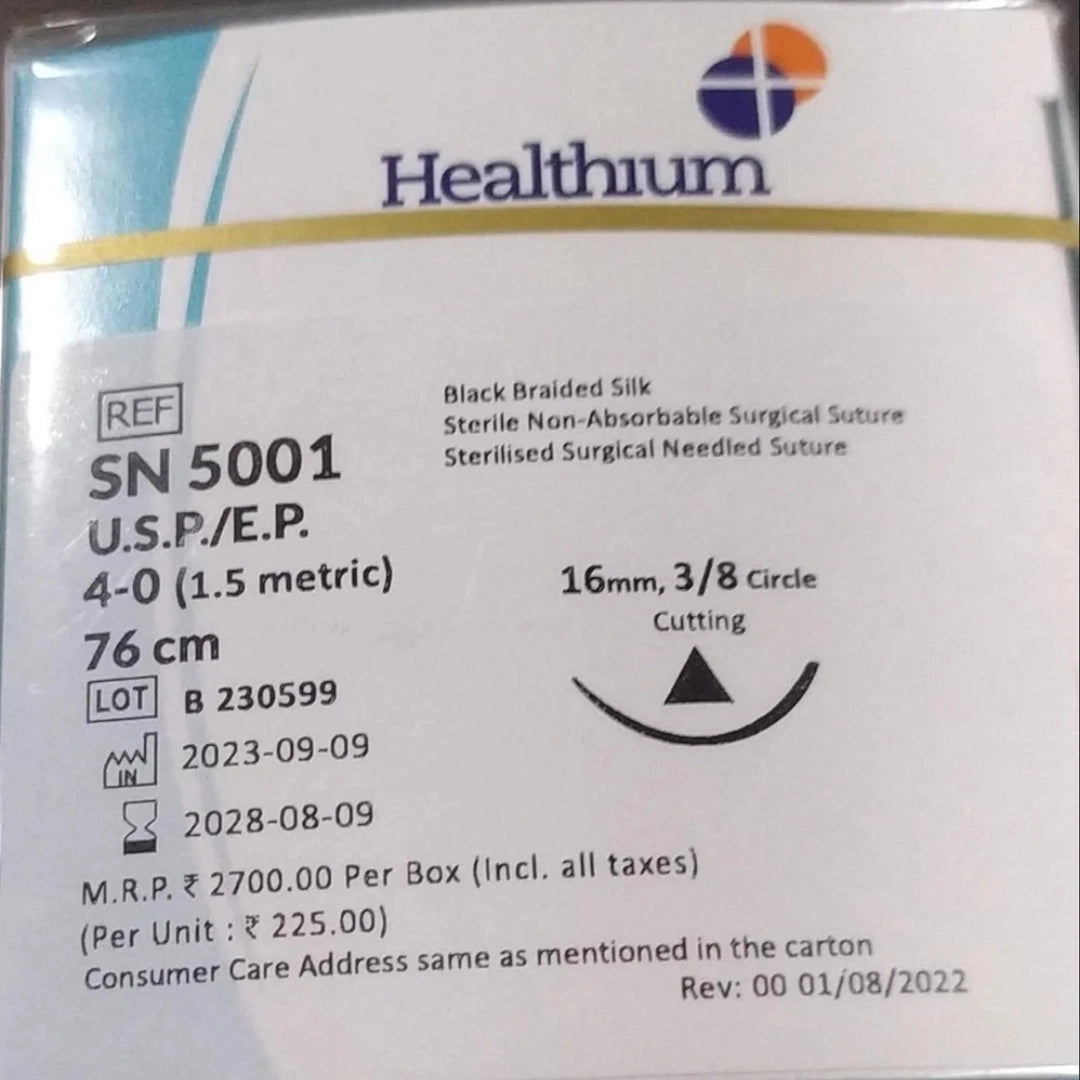 Healthium
REF
SN 5001
U.S.P./E.P.
4-0 (1.5 metric)
76 cm
LOT B 230599
IN 2023-09-09
2028-08-09
Black Braided Silk
Sterile Non-Absorbable Surgical Suture
Sterilised Surgical Needled Suture
16mm, 3/8 Circle
Cutting
M.R.P. ₹ 2700.00 Per Box (Incl. all taxes)
(Per Unit : ₹ 225.00)
Consumer Care Address same as mentioned in the carton
Rev: 00 01/08/2022